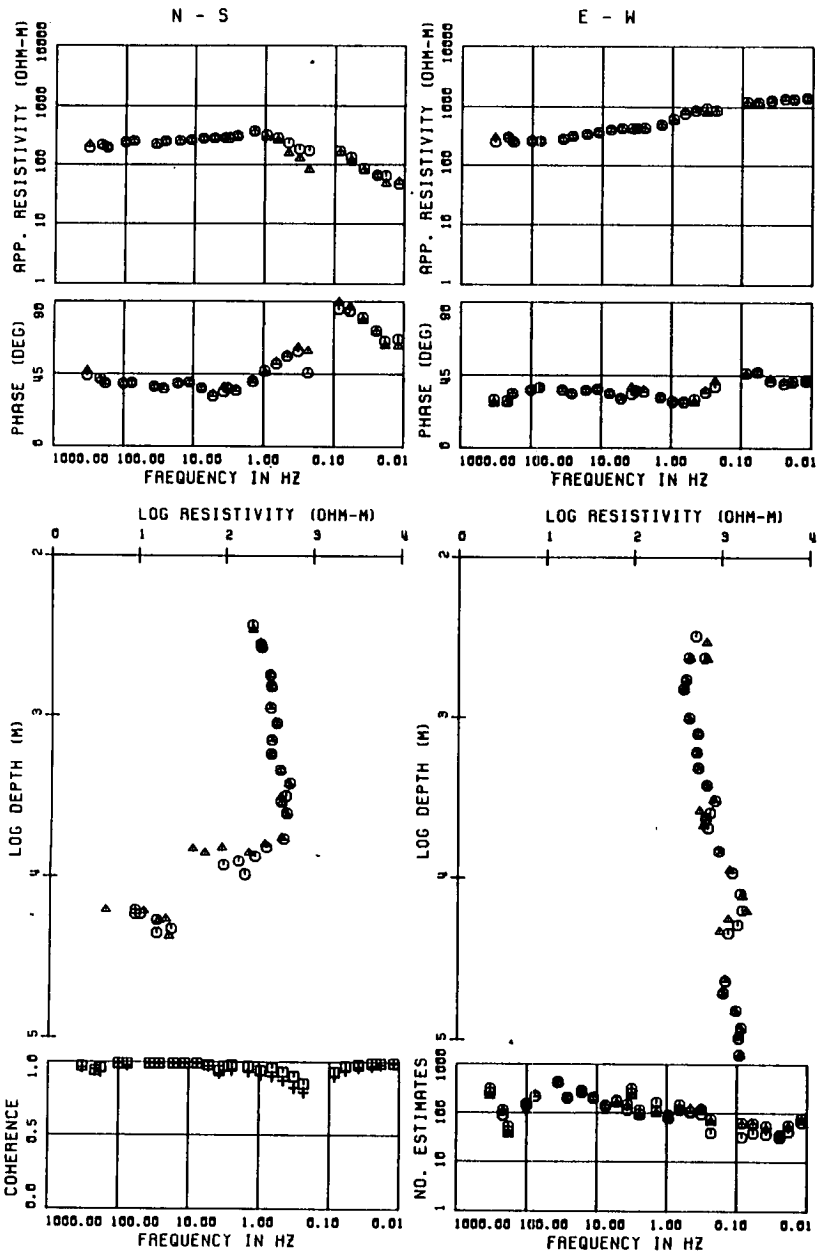 N - S
E - W
APP. RESISTIVITY (OHM-M)
10000
1000
100
10
1
APP. RESISTIVITY (OHM-M)
10000
1000
100
10
1
PHASE (DEG)
90
45
0
PHASE (DEG)
90
45
0
1000.00 100.00 10.00 1.00 0.10 0.01
FREQUENCY IN HZ
1000.00 100.00 10.00 1.00 0.10 0.01
FREQUENCY IN HZ
LOG RESISTIVITY (OHM-M)
0 1 2 3 4
LOG RESISTIVITY (OHM-M)
0 1 2 3 4
LOG DEPTH (M)
2
3
4
5
LOG DEPTH (M)
2
3
4
5
COHERENCE
1.0
0.5
0.0
NO. ESTIMATES
1000
100
10
1
1000.00 100.00 10.00 1.00 0.10 0.01
FREQUENCY IN HZ
1000.00 100.00 10.00 1.00 0.10 0.01
FREQUENCY IN HZ